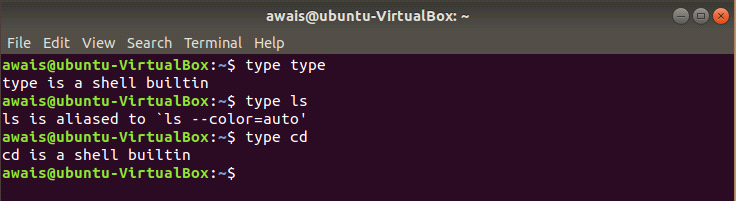 awais@ubuntu-VirtualBox: ~
File Edit View Search Terminal Help
awais@ubuntu-VirtualBox:~$ type type
type is a shell builtin
awais@ubuntu-VirtualBox:~$ type ls
ls is aliased to `ls --color=auto'
awais@ubuntu-VirtualBox:~$ type cd
cd is a shell builtin
awais@ubuntu-VirtualBox:~$